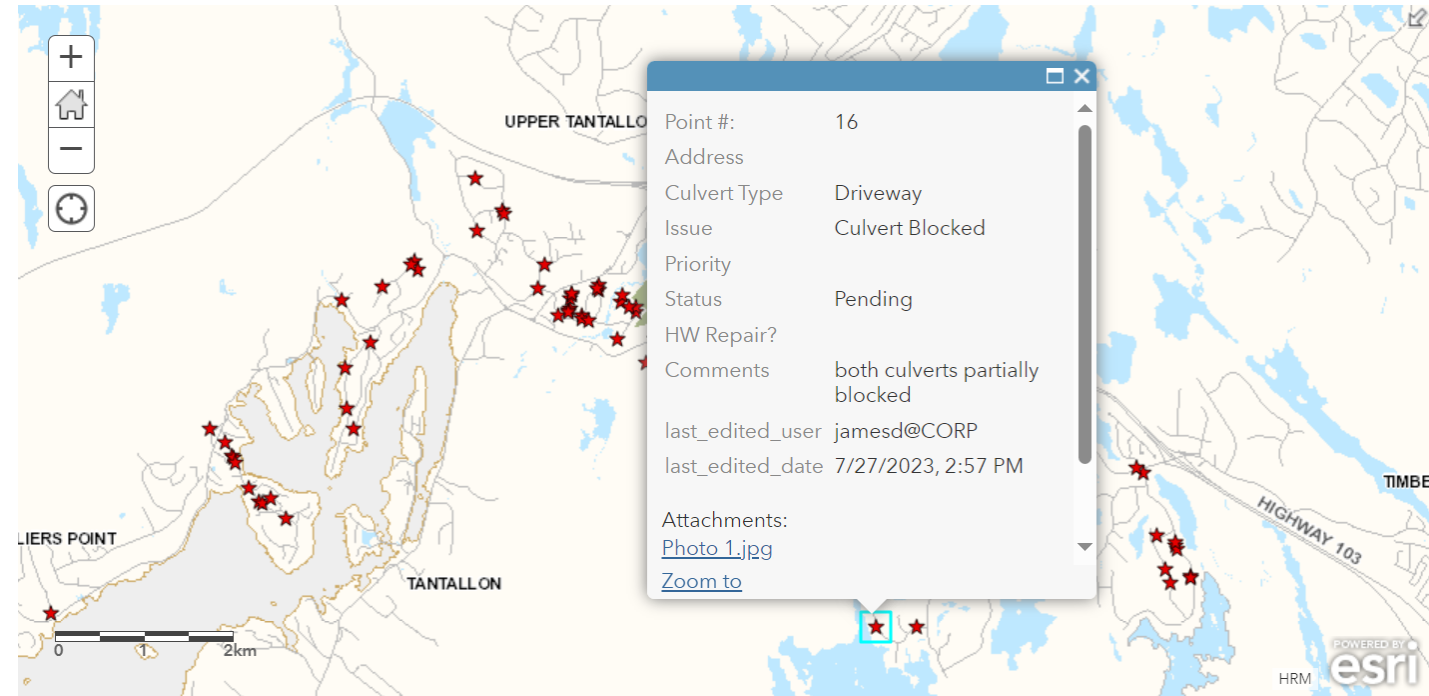 UPPER TANTALLO
Point #: 16
Address
Culvert Type Driveway
Issue Culvert Blocked
Priority
Status Pending
HW Repair?
Comments both culverts partially
blocked
last_edited_user jamesd@CORP
last_edited_date 7/27/2023, 2:57 PM
Attachments:
Photo 1.jpg
Zoom to
TIMBE
HIGHWAY 103
LIERS POINT
TANTALLON
0 1 2km
HRM
POWERED BY
esri